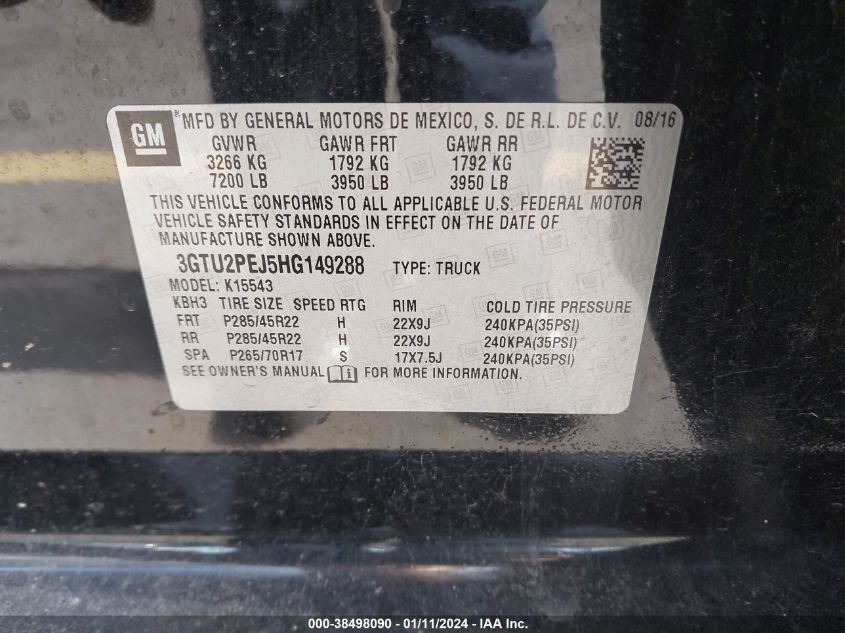 GM ® MFD BY GENERAL MOTORS DE MEXICO, S. DE R.L. DE C.V. 08/16
GVWR GAWR FRT GAWR RR
3266 KG 1792 KG 1792 KG
7200 LB 3950 LB 3950 LB
THIS VEHICLE CONFORMS TO ALL APPLICABLE U.S. FEDERAL MOTOR
VEHICLE SAFETY STANDARDS IN EFFECT ON THE DATE OF
MANUFACTURE SHOWN ABOVE.
3GTU2PEJ5HG149288 TYPE: TRUCK
MODEL: K15543
KBH3 TIRE SIZE SPEED RTG RIM COLD TIRE PRESSURE
FRT P285/45R22 H 22X9J 240KPA(35PSI)
RR P285/45R22 H 22X9J 240KPA(35PSI)
SPA P265/70R17 S 17X7.5J 240KPA(35PSI)
SEE OWNER'S MANUAL FOR MORE INFORMATION.
000-38498090 - 01/11/2024 - IAA Inc.